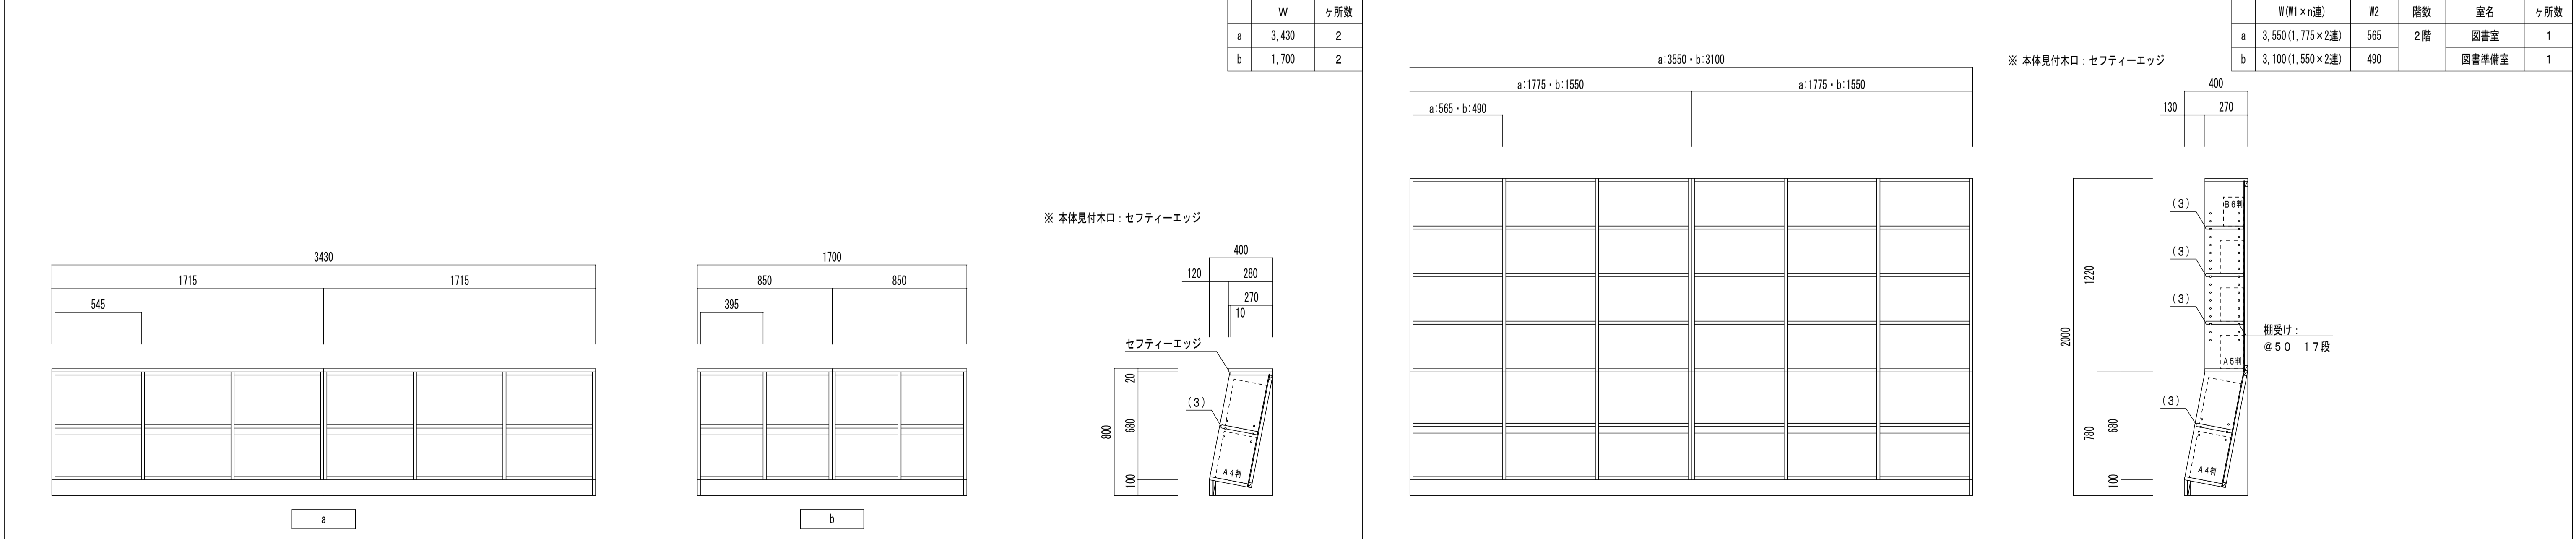 W ヶ所数
a 3,430 2
b 1,700 2
※ 本体見付木口：セフティーエッジ
3430
1715 1715
545
1700
850 850
395
400
120 280
270
10
セフティーエッジ
(3)
20
680
800
100
A4判
a
b
W(W1×n連) W2 階数 室名 ヶ所数
a 3,550(1,775×2連) 565 2階 図書室 1
b 3,100(1,550×2連) 490 図書準備室 1
※ 本体見付木口：セフティーエッジ
a:3550・b:3100
a:1775・b:1550 a:1775・b:1550
a:565・b:490
400
130 270
(3)
B6判
(3)
(3)
1220
2000
棚受け：
@50 17段
A5判
(3)
680
780
A4判
100